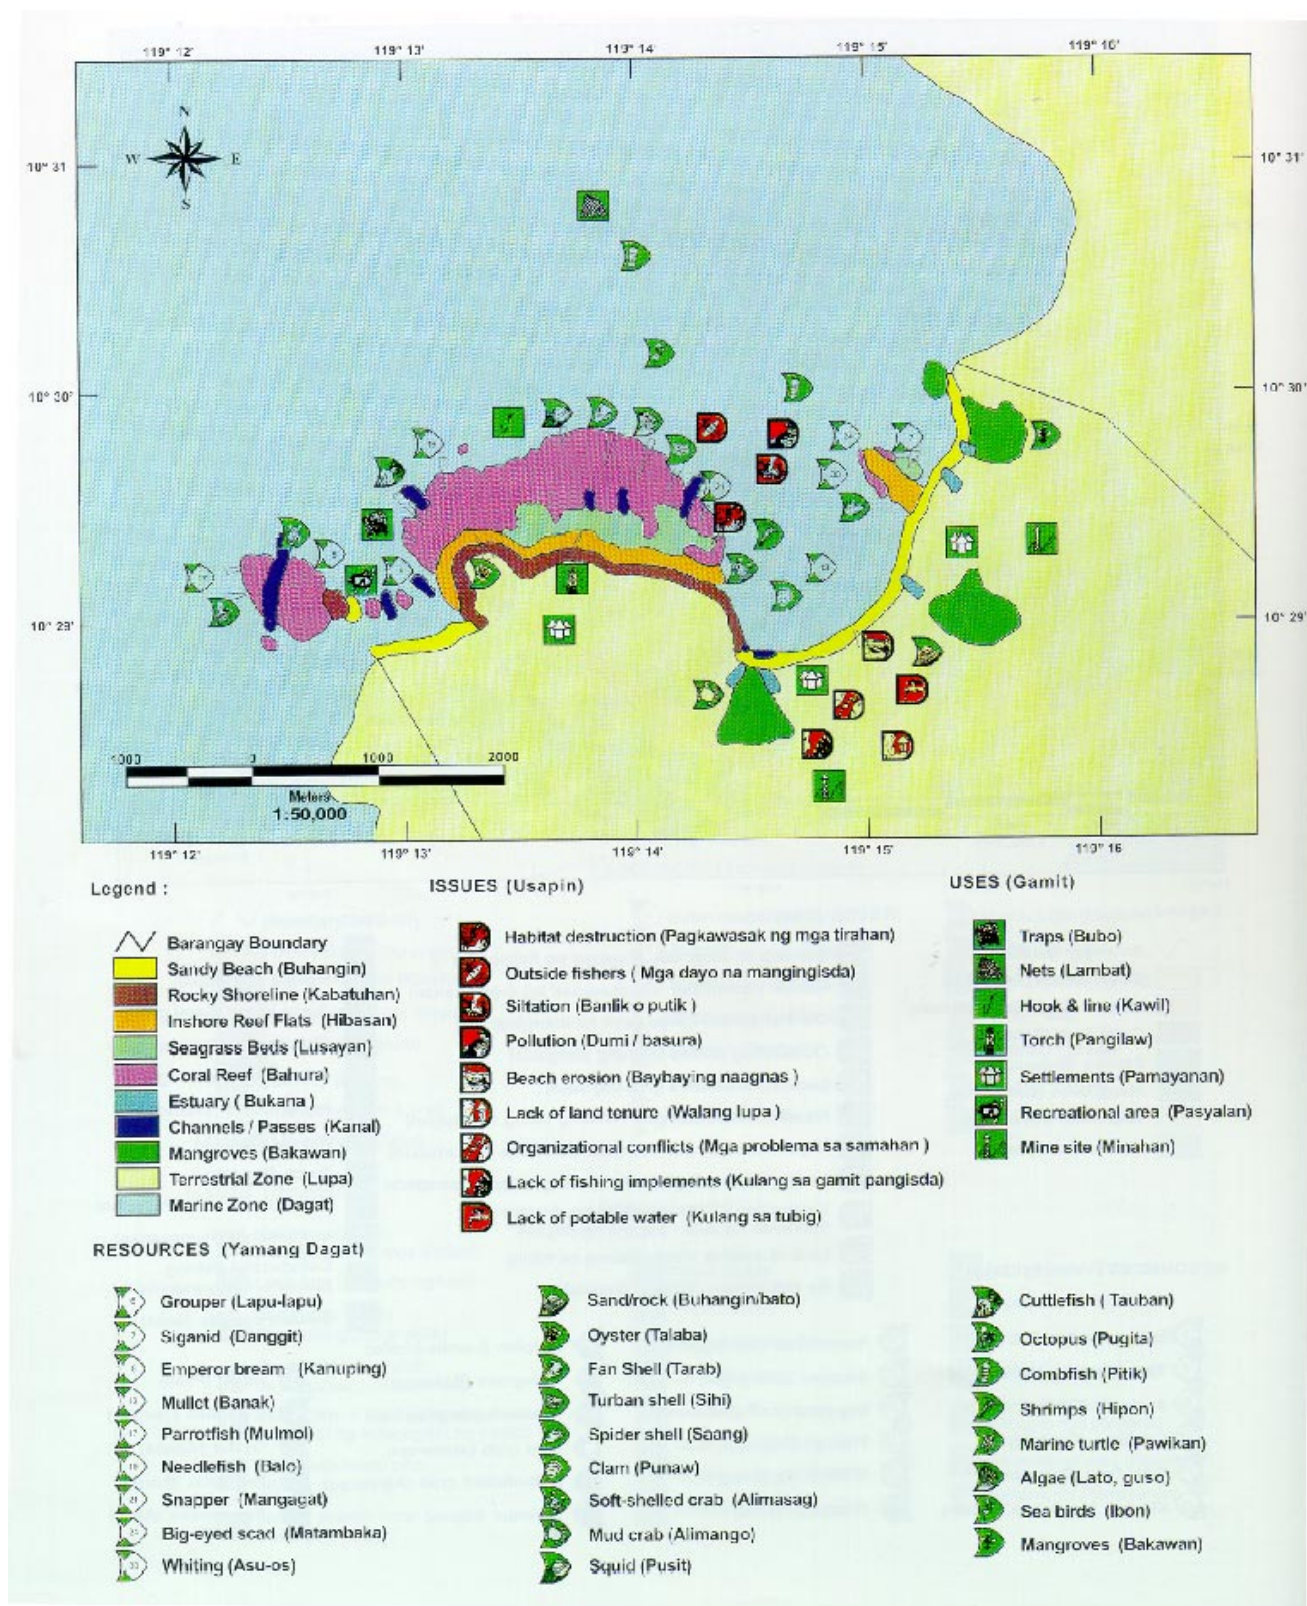 119° 12'
119° 13'
119° 14'
119° 15'
119° 16'
N
W E
S
10° 31
10° 31'
10° 30'
10° 30'
10° 29'
10° 29'
1000 0 1000 2000
Meters
1:50,000
119° 12'
119° 13'
119° 14'
119° 15'
119° 16
Legend :
Barangay Boundary
Sandy Beach (Buhangin)
Rocky Shoreline (Kabatuhan)
Inshore Reef Flats (Hibasan)
Seagrass Beds (Lusayan)
Coral Reef (Bahura)
Estuary ( Bukana )
Channels / Passes (Kanal)
Mangroves (Bakawan)
Terrestrial Zone (Lupa)
Marine Zone (Dagat)
ISSUES (Usapin)
Habitat destruction (Pagkawasak ng mga tirahan)
Outside fishers ( Mga dayo na mangingisda)
Siltation (Banlik o putik )
Pollution (Dumi / basura)
Beach erosion (Baybaying naagnas )
Lack of land tenure (Walang lupa )
Organizational conflicts (Mga problema sa samahan )
Lack of fishing implements (Kulang sa gamit pangisda)
Lack of potable water (Kulang sa tubig)
USES (Gamit)
Traps (Bubo)
Nets (Lambat)
Hook & line (Kawil)
Torch (Pangilaw)
Settlements (Pamayanan)
Recreational area (Pasyalan)
Mine site (Minahan)
RESOURCES (Yamang Dagat)
Grouper (Lapu-lapu)
Siganid (Danggit)
Emperor bream (Kanuping)
Mullet (Banak)
Parrotfish (Mulmol)
Needlefish (Balo)
Snapper (Mangagat)
Big-eyed scad (Matambaka)
Whiting (Asu-os)
Sand/rock (Buhangin/bato)
Oyster (Talaba)
Fan Shell (Tarab)
Turban shell (Sihi)
Spider shell (Saang)
Clam (Punaw)
Soft-shelled crab (Alimasag)
Mud crab (Alimango)
Squid (Pusit)
Cuttlefish ( Tauban)
Octopus (Pugita)
Combfish (Pitik)
Shrimps (Hipon)
Marine turtle (Pawikan)
Algae (Lato, guso)
Sea birds (Ibon)
Mangroves (Bakawan)